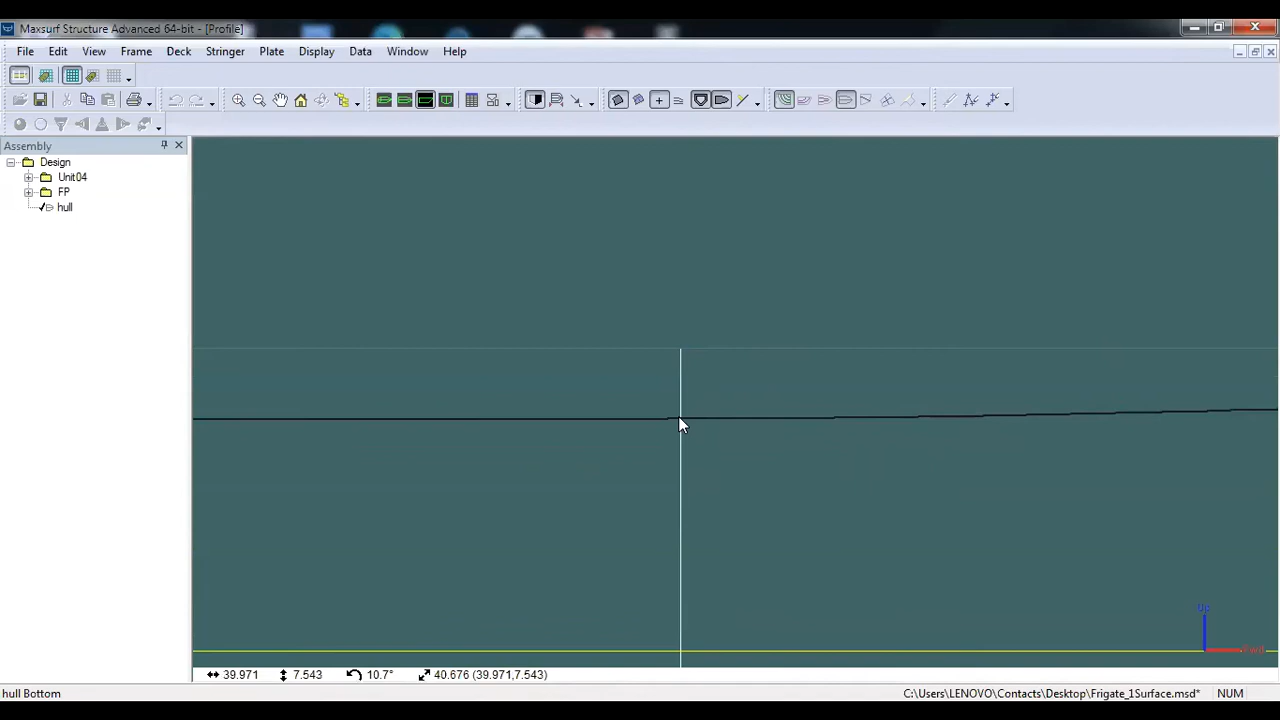 Maxsurf Structure Advanced 64-bit - [Profile]
File Edit View Frame Deck Stringer Plate Display Data Window Help
Assembly
Design
Unit04
FP
hull
Up
Fwd
39.971 7.543 10.7° 40.676 (39.971,7.543)
hull Bottom C:\Users\LENOVO\Contacts\Desktop\Frigate_1Surface.msd* NUM